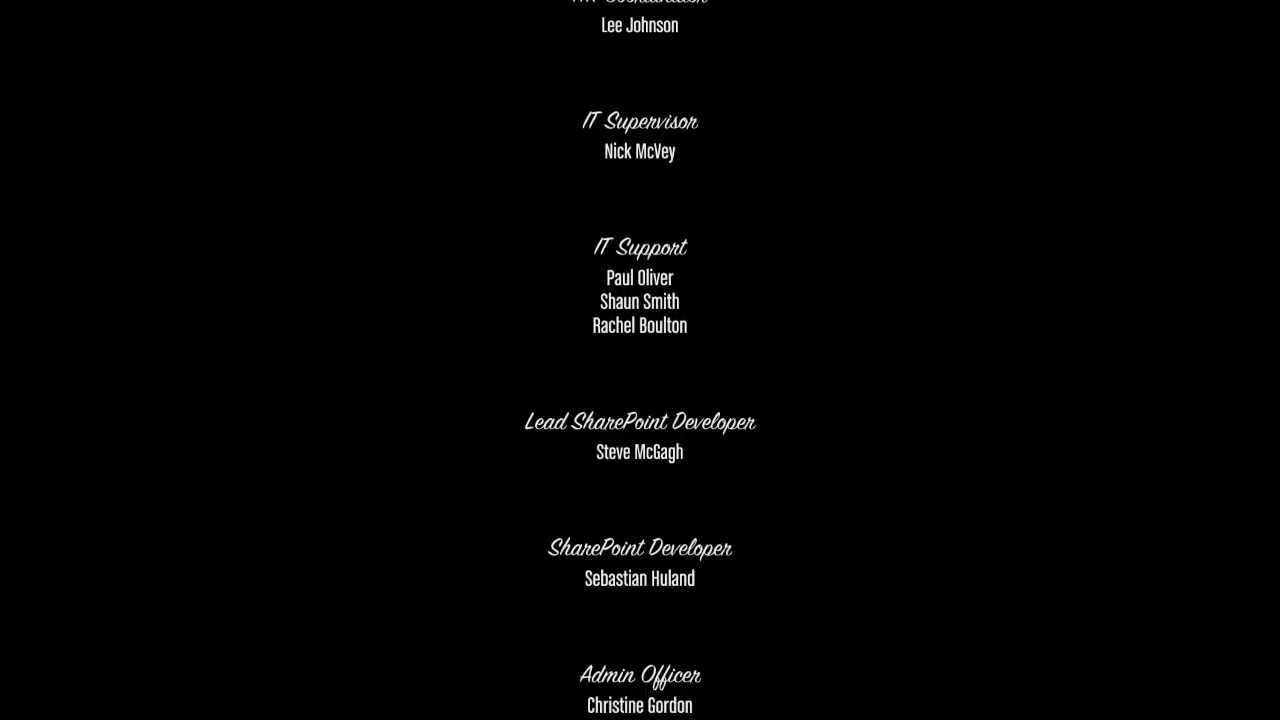 Lee Johnson
IT Supervisor
Nick McVey
IT Support
Paul Oliver
Shaun Smith
Rachel Boulton
Lead SharePoint Developer
Steve McGagh
SharePoint Developer
Sebastian Huland
Admin Officer
Christine Gordon